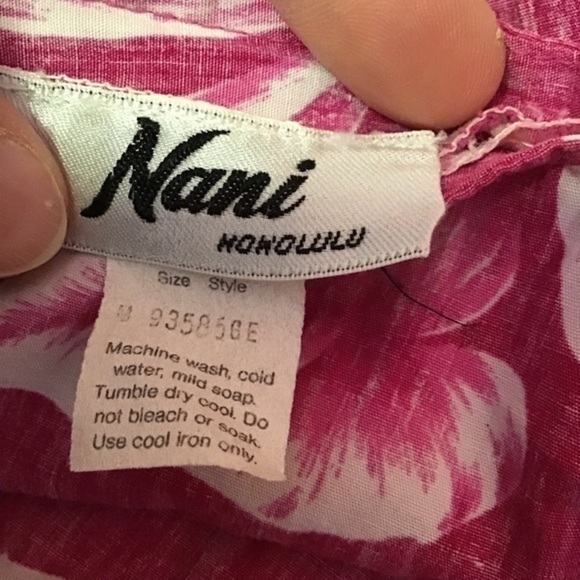 Nani
HONOLULU
Size Style
M 93585GE
Machine wash, cold
water, mild soap.
Tumble dry cool. Do
not bleach or soak.
Use cool iron only.